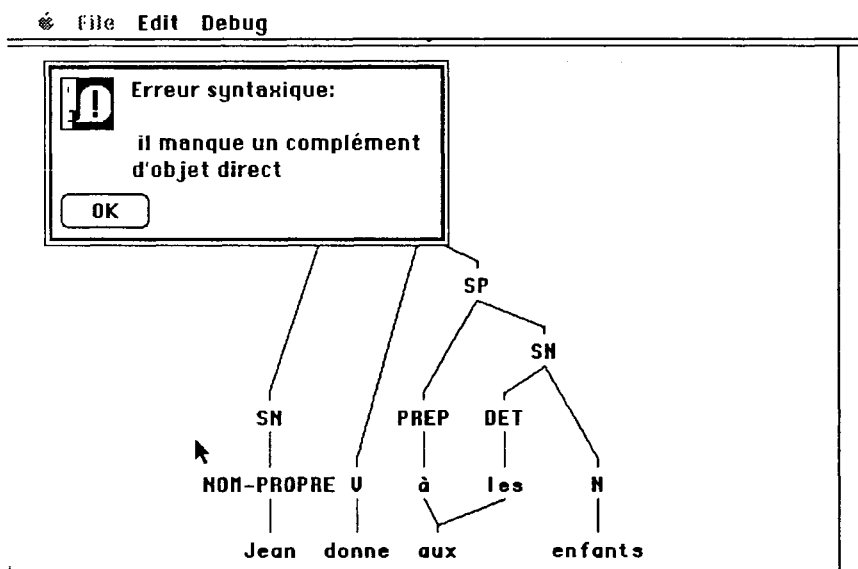 File Edit Debug
Erreur syntaxique:
il manque un complément
d'objet direct
OK
SP
SN
SN PREP DET
NOM-PROPRE V à les N
Jean donne aux enfants